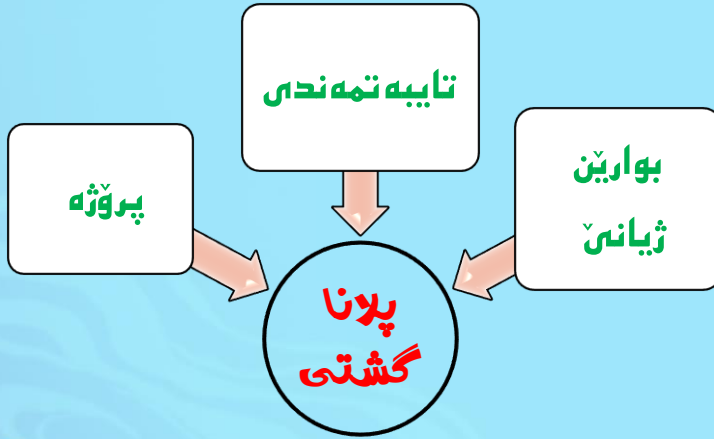 تایبەتمەندی
بوارێن
ژیانێ
پرۆژە
پلانا
گشتی